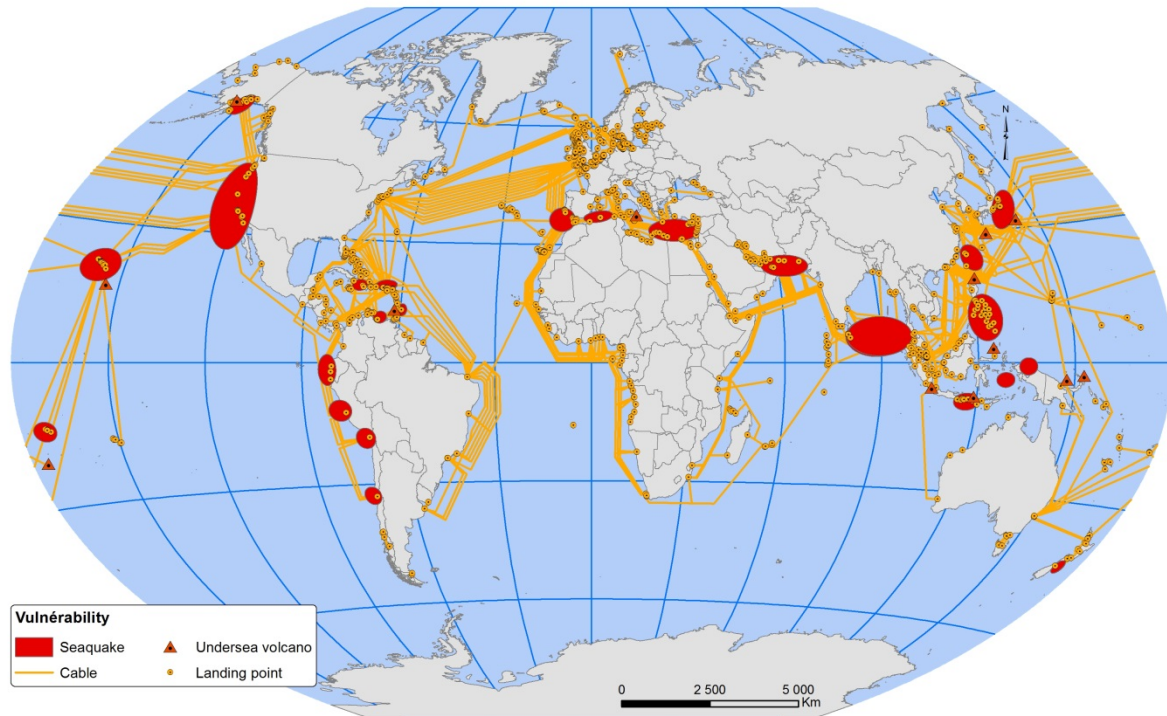 N
S
Vulnérability
Seaquake
Undersea volcano
Cable
Landing point
0 2 500 5 000
Km